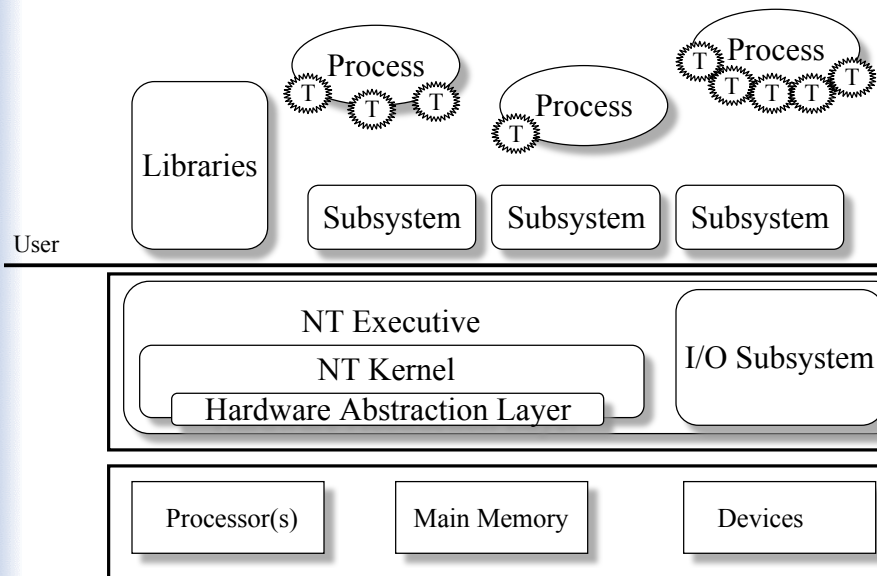 Process
T
T
T
Process
T
Process
T
T
T
T
T
Libraries
Subsystem
Subsystem
Subsystem
User
NT Executive
NT Kernel
Hardware Abstraction Layer
I/O Subsystem
Processor(s)
Main Memory
Devices